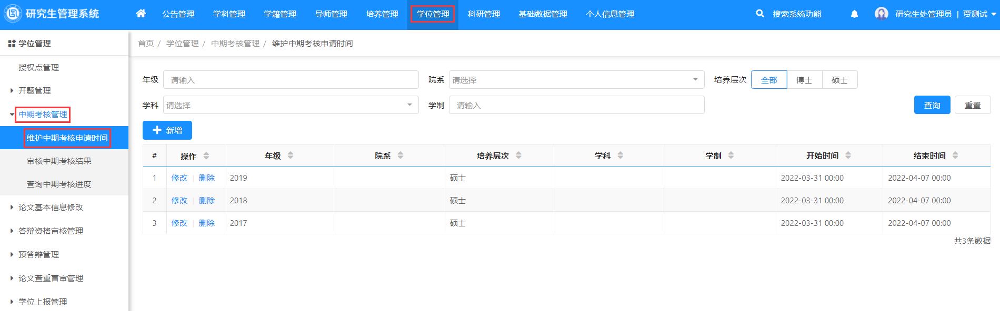 研究生管理系统 公告管理 学科管理 学籍管理 导师管理 培养管理 学位管理 科研管理 基础数据管理 个人信息管理 搜索系统功能 研究生处管理员 | 贾测试
学位管理
授权点管理
开题管理
中期考核管理
维护中期考核申请时间
审核中期考核结果
查询中期考核进度
论文基本信息修改
答辩资格审核管理
预答辩管理
论文查重盲审管理
学位上报管理
首页 / 学位管理 / 中期考核管理 / 维护中期考核申请时间
年级 请输入 院系 请选择 培养层次 全部 博士 硕士
学科 请选择 学制 请输入 查询 重置
新增
# 操作 年级 院系 培养层次 学科 学制 开始时间 结束时间
1 修改 | 删除 2019 硕士 2022-03-31 00:00 2022-04-07 00:00
2 修改 | 删除 2018 硕士 2022-03-31 00:00 2022-04-07 00:00
3 修改 | 删除 2017 硕士 2022-03-31 00:00 2022-04-07 00:00
共3条数据